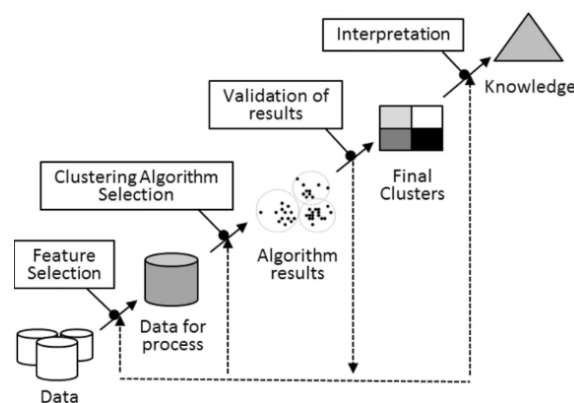 Interpretation
Knowledge
Validation of
results
Final
Clusters
Clustering Algorithm
Selection
Algorithm
results
Feature
Selection
Data for
process
Data